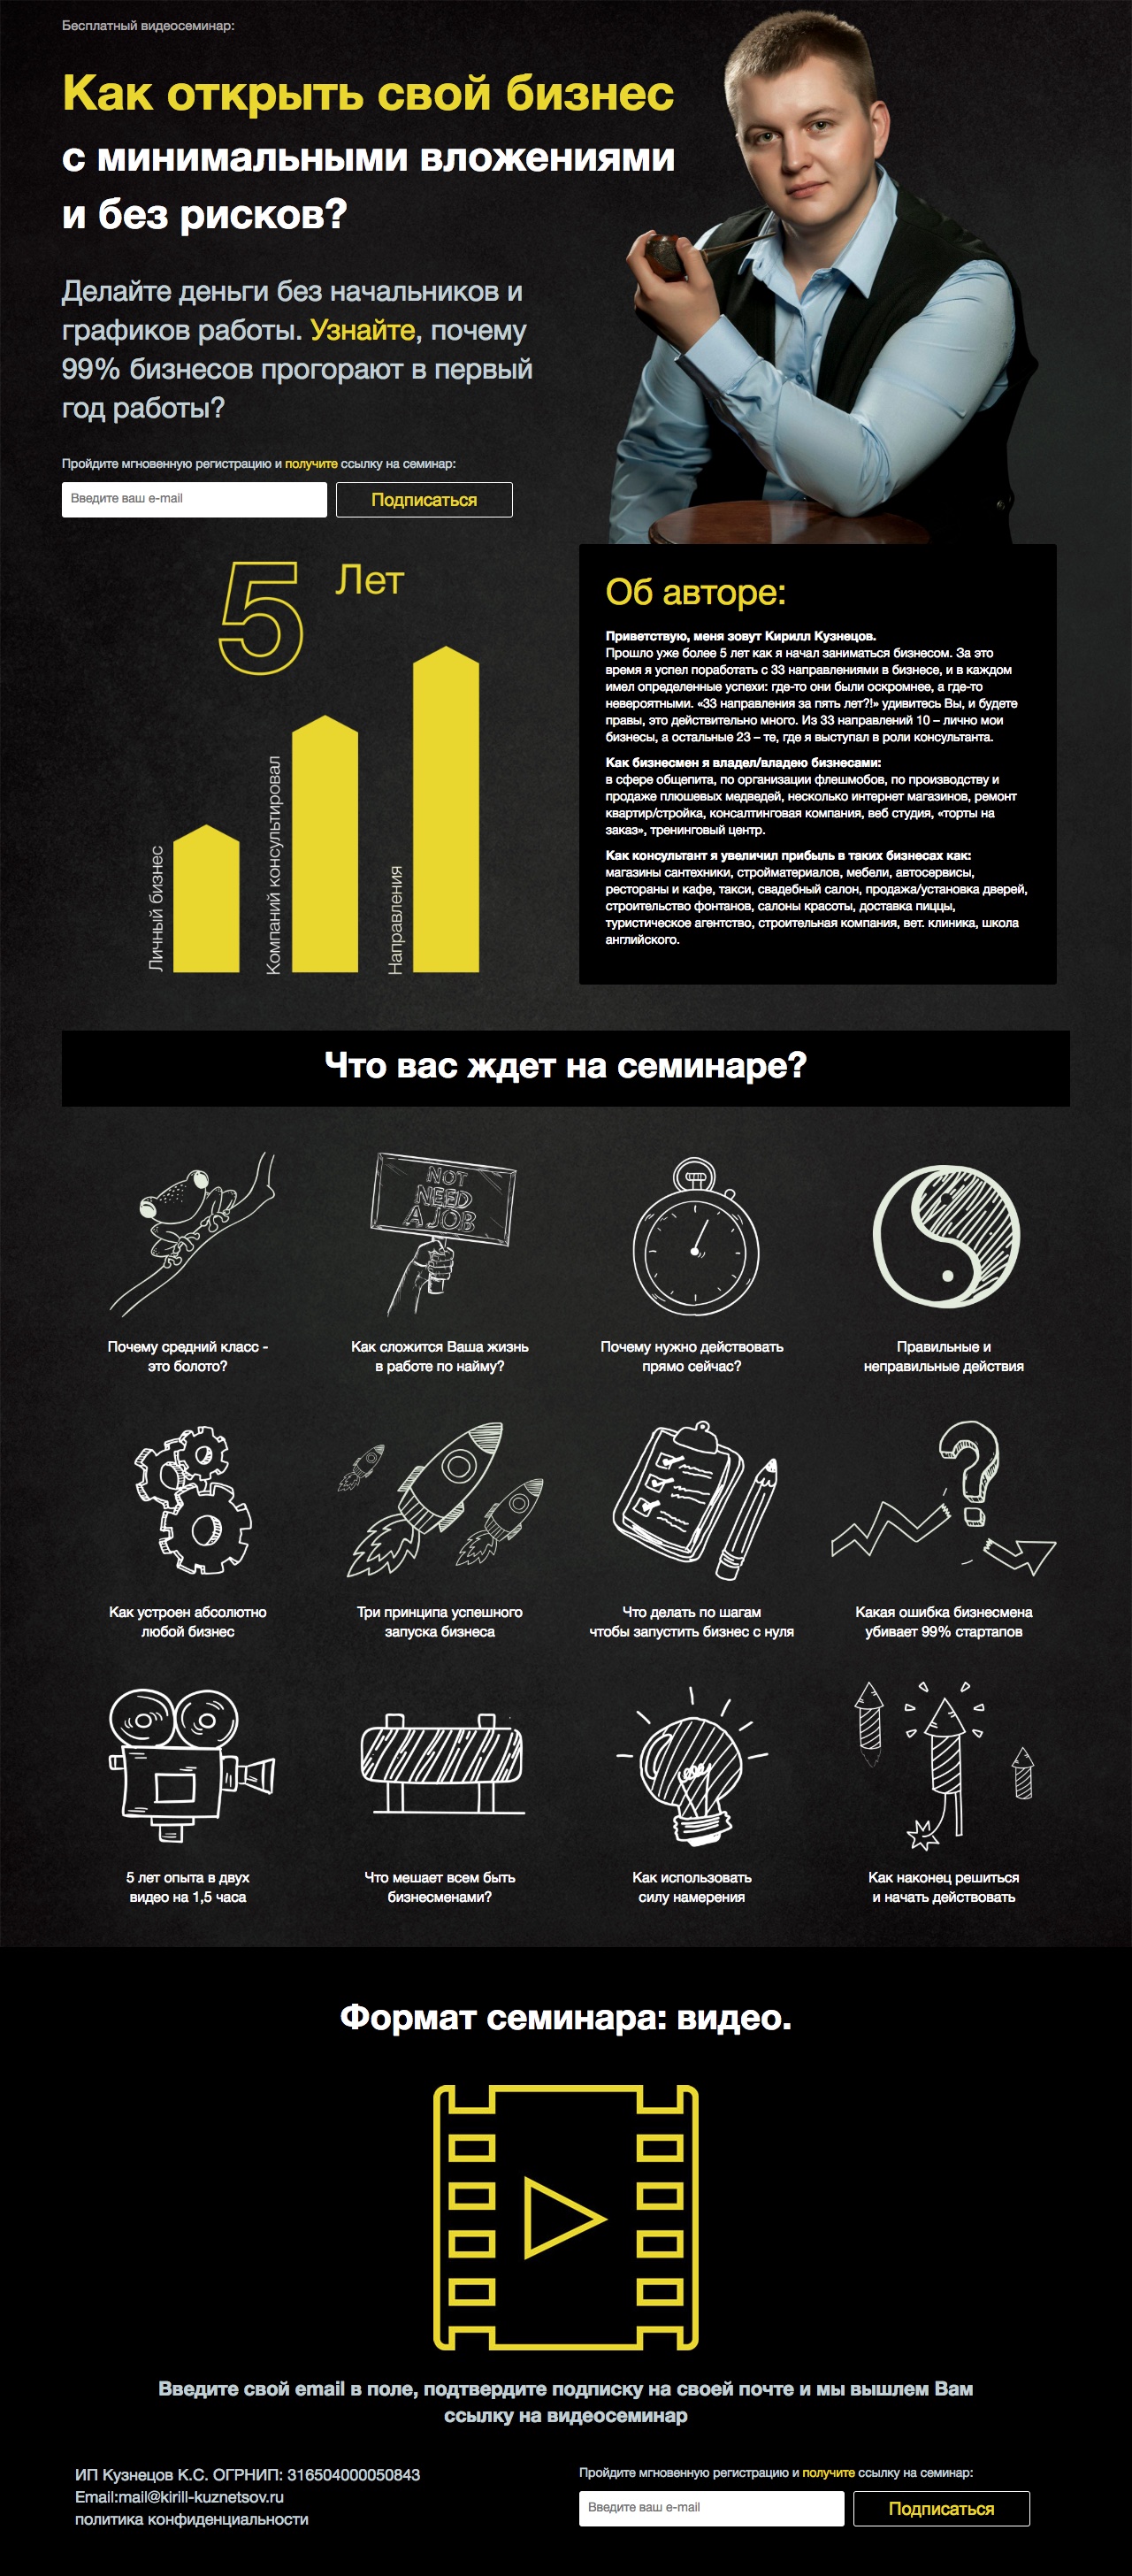 Бесплатный видеосеминар:
Как открыть свой бизнес
с минимальными вложениями
и без рисков?
Делайте деньги без начальников и
графиков работы. Узнайте, почему
99% бизнесов прогорают в первый
год работы?
Пройдите мгновенную регистрацию и получите ссылку на семинар:
Введите ваш e-mail
Подписаться
5 Лет
Личный бизнес
Компаний консультировал
Направления
Об авторе:
Приветствую, меня зовут Кирилл Кузнецов.
Прошло уже более 5 лет как я начал заниматься бизнесом. За это
время я успел поработать с 33 направлениями в бизнесе, и в каждом
имел определенные успехи: где-то они были оскромнее, а где-то
невероятными. «33 направления за пять лет?!» удивитесь Вы, и будете
правы, это действительно много. Из 33 направлений 10 – лично мои
бизнесы, а остальные 23 – те, где я выступал в роли консультанта.
Как бизнесмен я владел/владею бизнесами:
в сфере общепита, по организации флешмобов, по производству и
продаже плюшевых медведей, несколько интернет магазинов, ремонт
квартир/стройка, консалтинговая компания, веб студия, «торты на
заказ», тренинговый центр.
Как консультант я увеличил прибыль в таких бизнесах как:
магазины сантехники, стройматериалов, мебели, автосервисы,
рестораны и кафе, такси, свадебный салон, продажа/установка дверей,
строительство фонтанов, салоны красоты, доставка пиццы,
туристическое агентство, строительная компания, вет. клиника, школа
английского.
Что вас ждет на семинаре?
NOT
NEED
A JOB
Почему средний класс -
это болото?
Как сложится Ваша жизнь
в работе по найму?
Почему нужно действовать
прямо сейчас?
Правильные и
неправильные действия
Как устроен абсолютно
любой бизнес
Три принципа успешного
запуска бизнеса
Что делать по шагам
чтобы запустить бизнес с нуля
Какая ошибка бизнесмена
убивает 99% стартапов
5 лет опыта в двух
видео на 1,5 часа
Что мешает всем быть
бизнесменами?
Как использовать
силу намерения
Как наконец решиться
и начать действовать
Формат семинара: видео.
Введите свой email в поле, подтвердите подписку на своей почте и мы вышлем Вам
ссылку на видеосеминар
ИП Кузнецов К.С. ОГРНИП: 316504000050843
Email:mail@kirill-kuznetsov.ru
политика конфиденциальности
Пройдите мгновенную регистрацию и получите ссылку на семинар:
Введите ваш e-mail
Подписаться